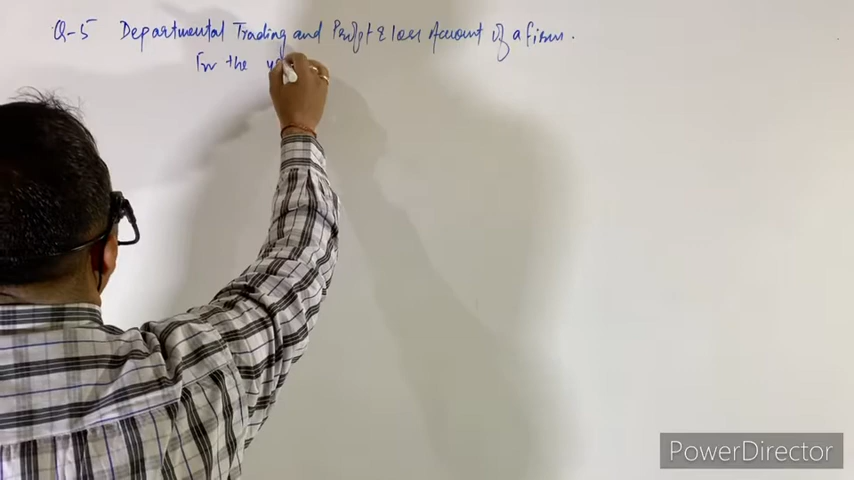 Q-5 Departmental Trading and Profit & loss Account of a firm.
For the
PowerDirector